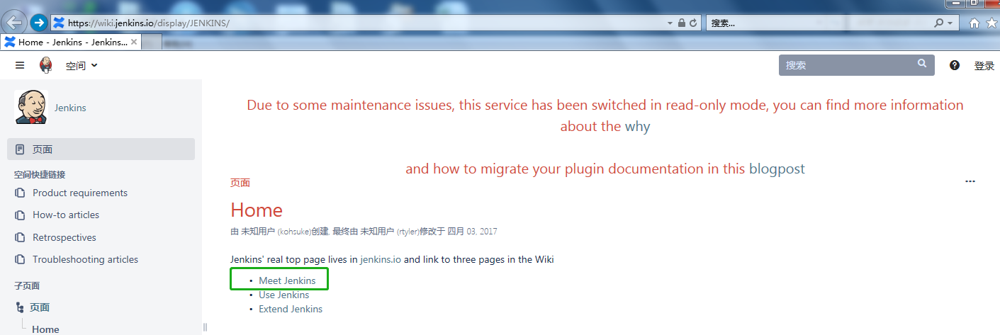 https://wiki.jenkins.io/display/JENKINS/
搜索...
Home - Jenkins - Jenkins...
空间
搜索
登录
Jenkins
Due to some maintenance issues, this service has been switched in read-only mode, you can find more information
about the why
and how to migrate your plugin documentation in this blogpost
页面
空间快捷链接
Product requirements
How-to articles
Retrospectives
Troubleshooting articles
子页面
页面
Home
页面
Home
由 未知用户 (kohsuke)创建, 最终由 未知用户 (rtyler)修改于 四月 03, 2017
Jenkins' real top page lives in jenkins.io and link to three pages in the Wiki
• Meet Jenkins
• Use Jenkins
• Extend Jenkins